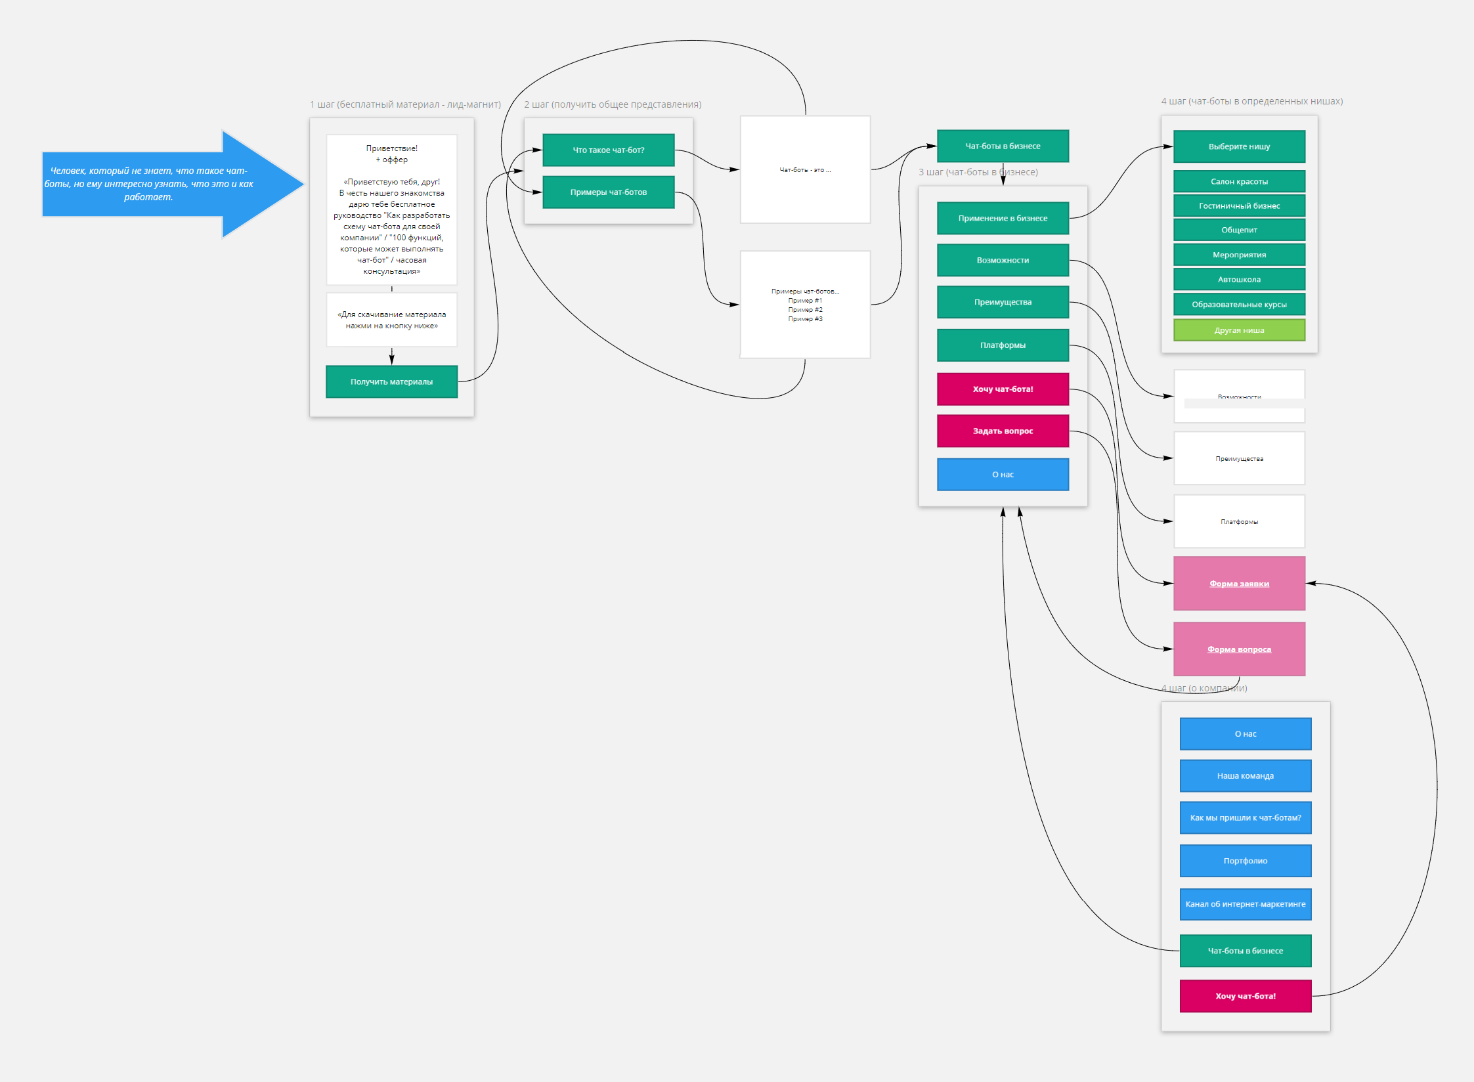 1 шаг (бесплатный материал - лид-магнит)
Человек, который не знает, что такое чат-
боты, но ему интересно узнать, что это и как
работает.
Приветствие!
+ оффер
«Приветствую тебя, друг!
В честь нашего знакомства
дарю тебе бесплатное
руководство "Как разработать
схему чат-бота для своей
компании" / "100 функций,
которые может выполнять
чат-бот" / часовая
консультация»
«Для скачивание материала
нажми на кнопку ниже»
Получить материалы
2 шаг (получить общее представления)
Что такое чат-бот?
Примеры чат-ботов
Чат-боты - это ...
Примеры чат-ботов...
Пример #1
Пример #2
Пример #3
Чат-боты в бизнесе
3 шаг (чат-боты в бизнесе)
Применение в бизнесе
Возможности
Преимущества
Платформы
Хочу чат-бота!
Задать вопрос
О нас
4 шаг (чат-боты в определенных нишах)
Выберите нишу
Салон красоты
Гостиничный бизнес
Общепит
Мероприятия
Автошкола
Образовательные курсы
Другая ниша
Возможности
Преимущества
Платформы
Форма заявки
Форма вопроса
4 шаг (о компании)
О нас
Наша команда
Как мы пришли к чат-ботам?
Портфолио
Канал об интернет-маркетинге
Чат-боты в бизнесе
Хочу чат-бота!